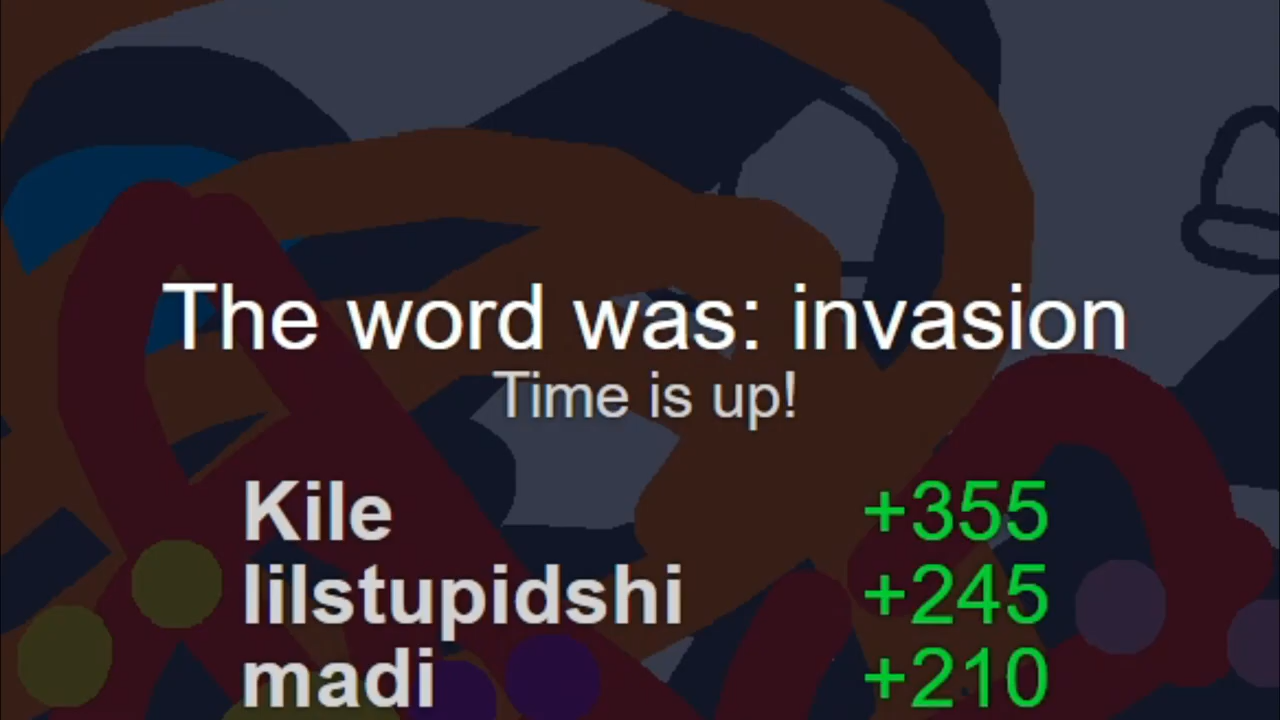 The word was: invasion
Time is up!
Kile +355
lilstupidshi +245
madi +210